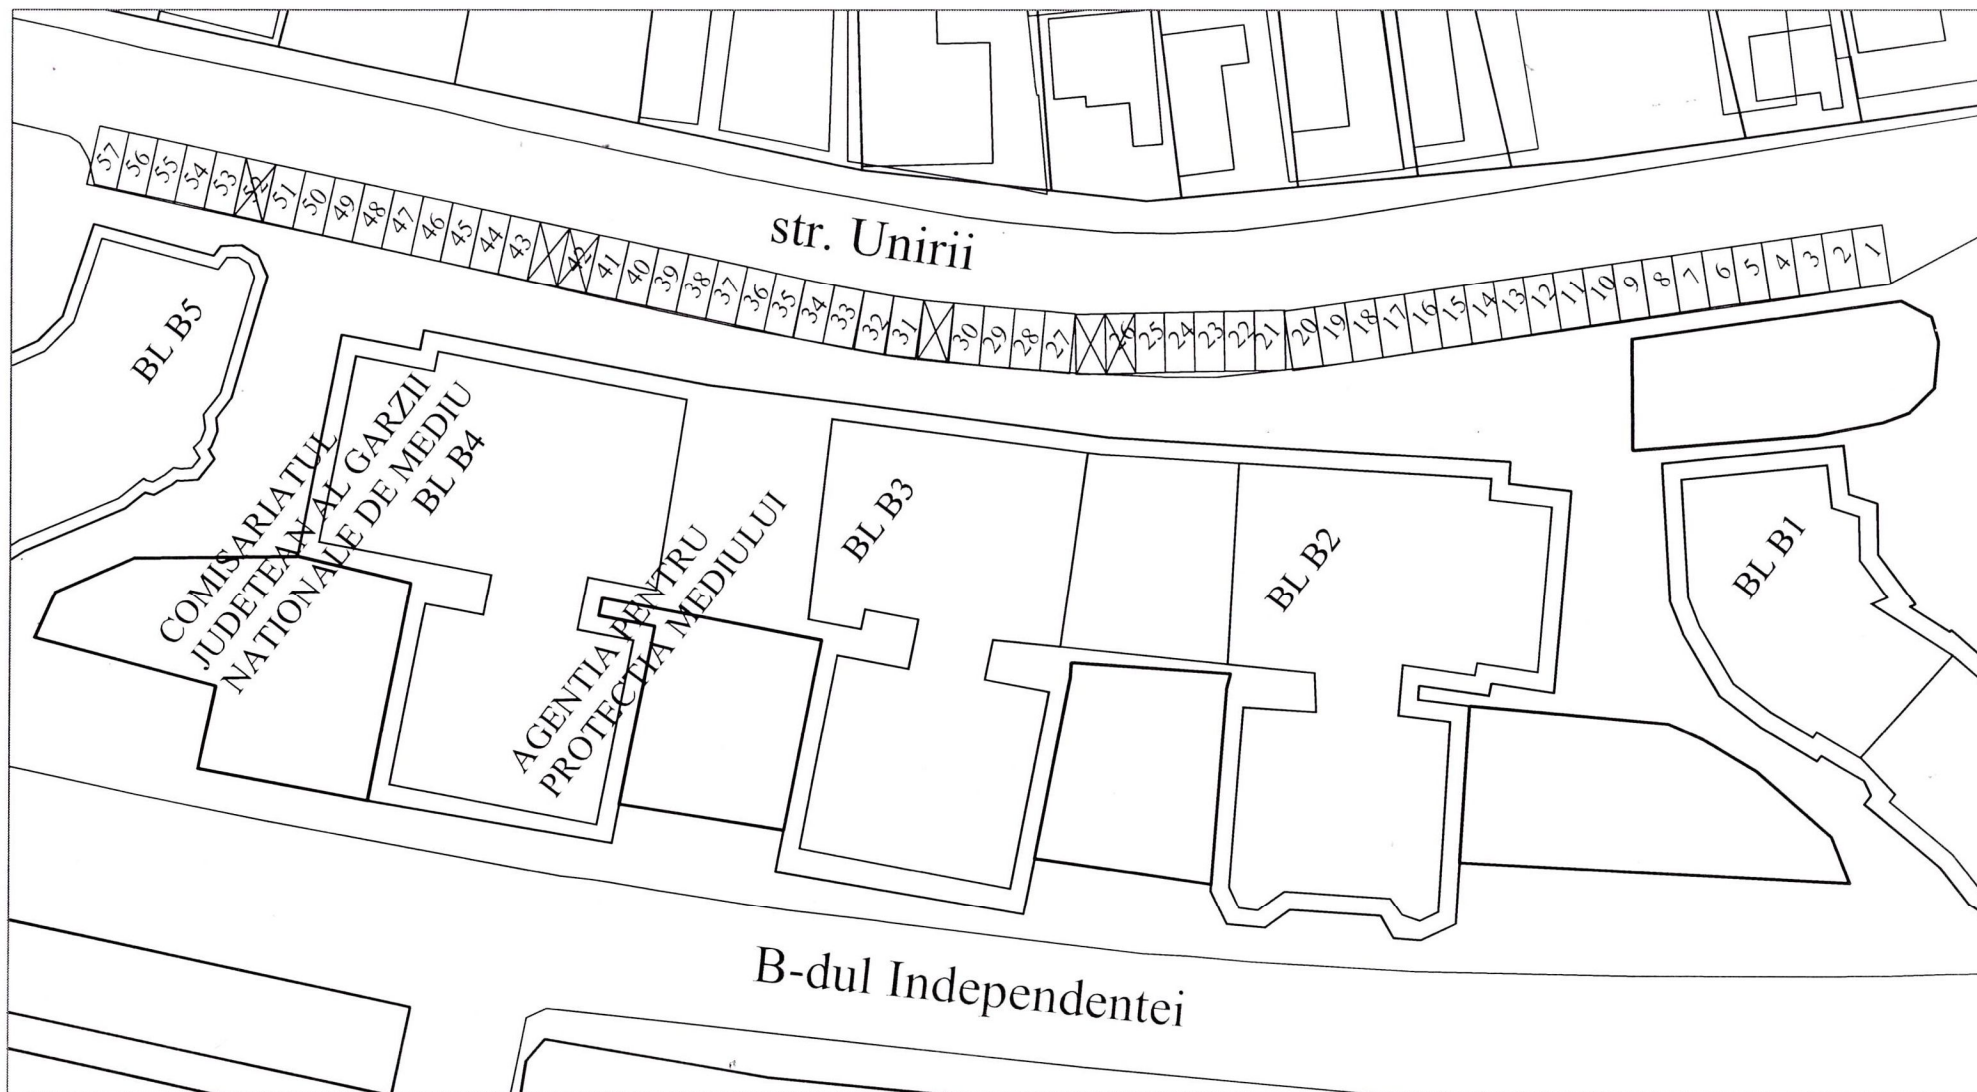 str. Unirii
57 56 55 54 53 52 51 50 49 48 47 46 45 44 43 42 41 40 39 38 37 36 35 34 33 32 31 30 29 28 27 26 25 24 23 22 21 20 19 18 17 16 15 14 13 12 11 10 9 8 7 6 5 4 3 2 1
BL B5
COMISARIATUL
JUDETEAN AL GARZII
NATIONALE DE MEDIU
BL B4
AGENTIA PENTRU
PROTECTIA MEDIULUI
BL B3
BL B2
BL B1
B-dul Independentei